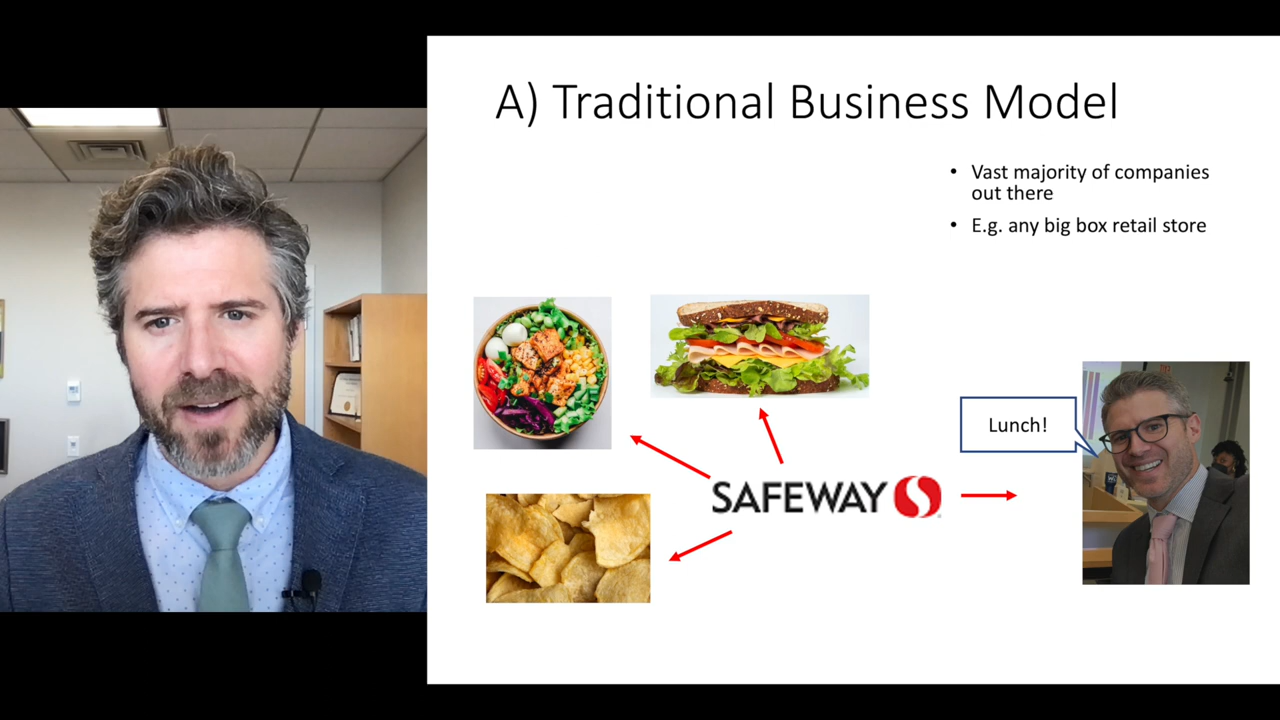 A) Traditional Business Model
• Vast majority of companies
out there
• E.g. any big box retail store
Lunch!
SAFEWAY